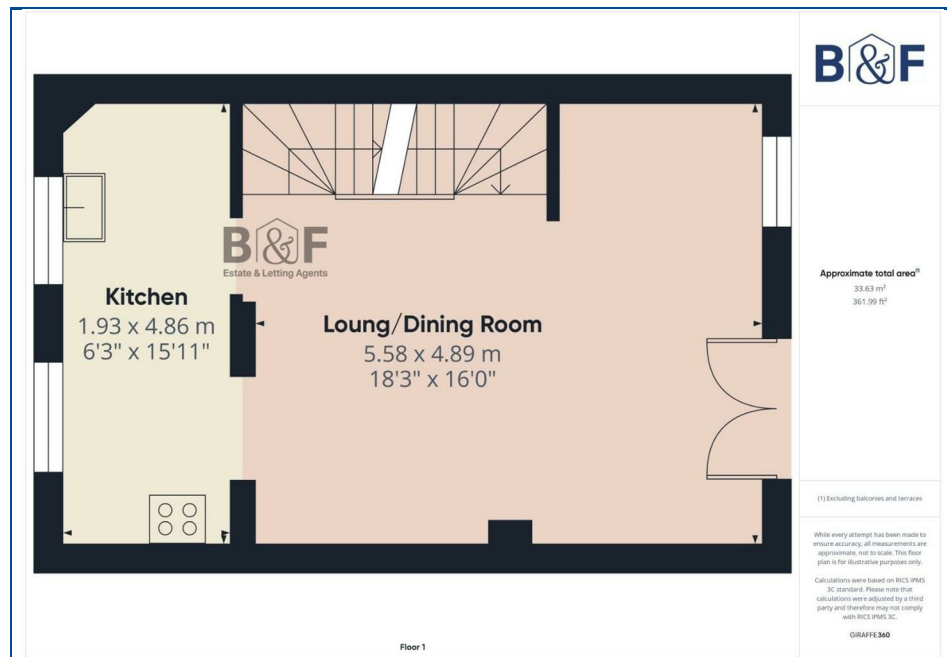 B&F
Estate & Letting Agents
Kitchen
1.93 x 4.86 m
6'3" x 15'11"
Loung/Dining Room
5.58 x 4.89 m
18'3" x 16'0"
Floor 1
B&F
Approximate total area⁽¹⁾
33.63 m²
361.99 ft²
(1) Excluding balconies and terraces
While every attempt has been made to
ensure accuracy, all measurements are
approximate, not to scale. This floor
plan is for illustrative purposes only.
Calculations were based on RICS IPMS
3C standard. Please note that
calculations were adjusted by a third
party and therefore may not comply
with RICS IPMS 3C.
GIRAFFE360